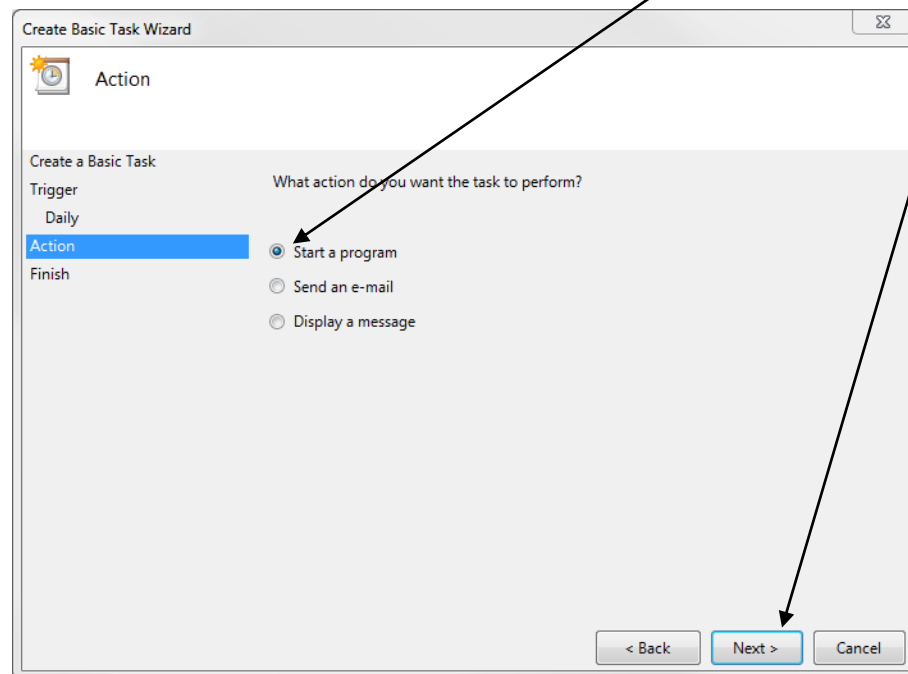 Create Basic Task Wizard
Action
Create a Basic Task
Trigger
Daily
Action
Finish
What action do you want the task to perform?
Start a program
Send an e-mail
Display a message
< Back
Next >
Cancel